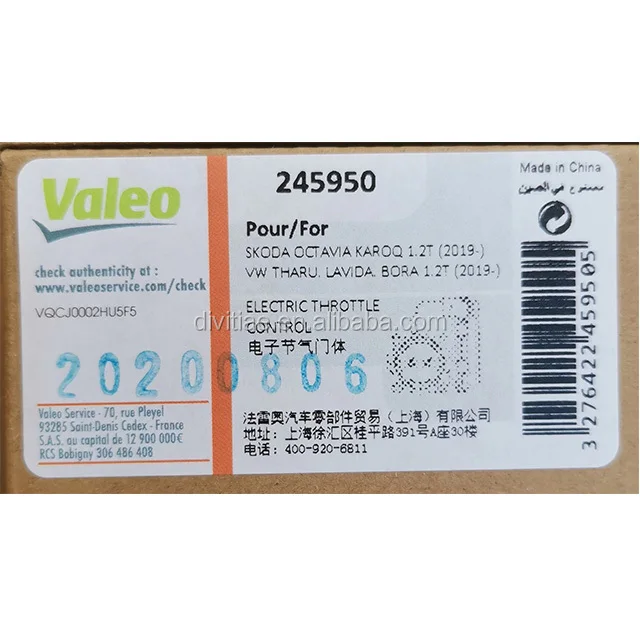 Valeo
check authenticity at :
www.valeoservice.com/check
VQCJ0002HU5F5
20200806
Valeo Service - 70, rue Pleyel
93285 Saint-Denis Cedex - France
S.A.S. au capital de 12 900 000€
RCS Bobigny 306 486 408
245950
Pour/For
SKODA OCTAVIA KAROQ 1.2T (2019-)
VW THARU. LAVIDA. BORA 1.2T (2019-)
ELECTRIC THROTTLE
CONTROL
电子节气门体
divitiae.en.alibaba.com
法雷奥汽车零部件贸易（上海）有限公司
地址：上海徐汇区桂平路391号A座30楼
电话：400-920-6811
Made in China
مصنوع في الصين
3 276422 459505